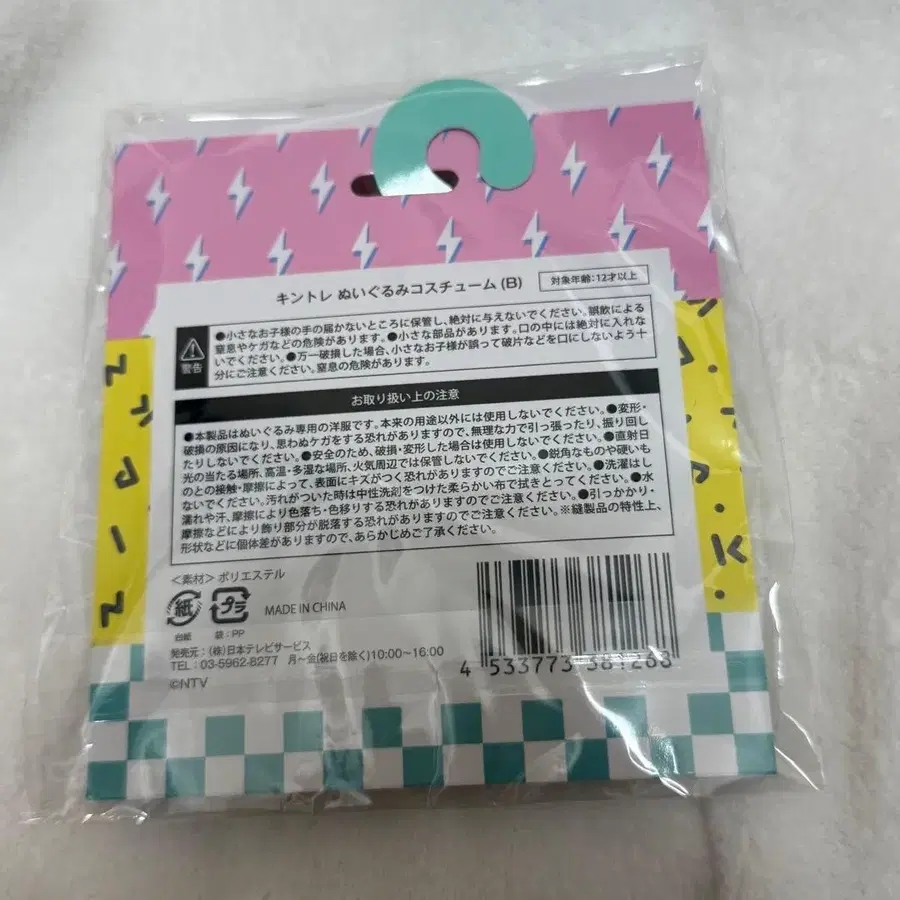 キントレ ぬいぐるみコスチューム (B)
対象年齢:12才以上
警告
●小さなお子様の手の届かないところに保管し、絶対に与えないでください。誤飲による
窒息やケガなどの危険があります。●小さな部品があります。口の中には絶対に入れな
いでください。●万一破損した場合、小さなお子様が誤って破片などを口にしないよう十
分にご注意ください。窒息の危険があります。
お取り扱い上の注意
●本製品はぬいぐるみ専用の洋服です。本来の用途以外には使用しないでください。●変形・
破損の原因になり、思わぬケガをする恐れがありますので、無理な力で引っ張ったり、振り回し
たりしないでください。●安全のため、破損・変形した場合は使用しないでください。●直射日
光の当たる場所、高温・多湿な場所、火気周辺では保管しないでください。●鋭角なものや硬いも
のとの接触・摩擦によって、表面にキズがつく恐れがありますのでご注意ください。●洗濯はし
ないでください。汚れがついた時は中性洗剤をつけた柔らかい布で拭きとってください。●水
濡れや汗、摩擦により色落ち・色移りする恐れがありますのでご注意ください。●引っかかり・
摩擦などにより飾り部分が脱落する恐れがありますのでご注意ください。※縫製品の特性上、
形状などに個体差がありますので、あらかじめご了承ください。
＜素材＞ ポリエステル
紙
プラ
MADE IN CHINA
台紙
袋:PP
発売元:(株)日本テレビサービス
TEL:03-5962-8277 月〜金(祝日を除く)10:00〜16:00
©NTV
4 533773 381288